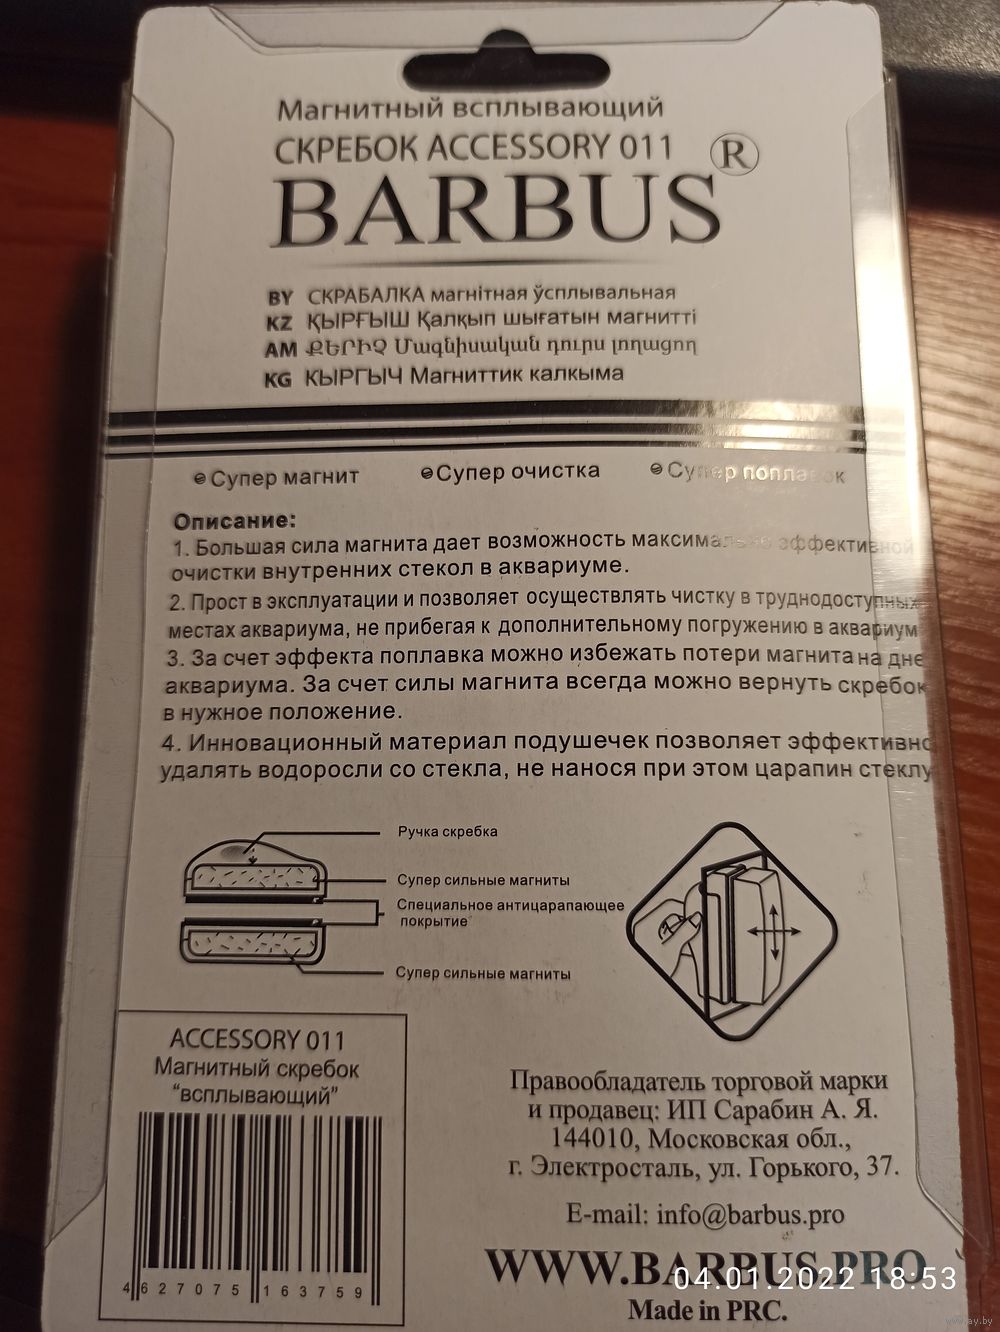 Магнитный всплывающий
СКРЕБОК ACCESSORY 011 ®
BARBUS
BY СКРАБАЛКА магнітная ўсплывальная
KZ ҚЫРҒЫШ Қалқып шығатын магнитті
AM ՔԵՐԻՉ Մագնիսական դուրս լողացող
KG КЫРГЫЧ Магниттик калкыма
Супер магнит Супер очистка Супер поплавок
Описание:
1. Большая сила магнита дает возможность максимально эффективной
очистки внутренних стекол в аквариуме.
2. Прост в эксплуатации и позволяет осуществлять чистку в труднодоступных
местах аквариума, не прибегая к дополнительному погружению в аквариум
3. За счет эффекта поплавка можно избежать потери магнита на дне
аквариума. За счет силы магнита всегда можно вернуть скребок
в нужное положение.
4. Инновационный материал подушечек позволяет эффективно
удалять водоросли со стекла, не нанося при этом царапин стеклу
Ручка скребка
Супер сильные магниты
Специальное антицарапающее
покрытие
Супер сильные магниты
ACCESSORY 011
Магнитный скребок
“всплывающий”
4 627075 163759
Правообладатель торговой марки
и продавец: ИП Сарабин А. Я.
144010, Московская обл.,
г. Электросталь, ул. Горького, 37.
E-mail: info@barbus.pro
WWW.BARBUS.PRO
04.01.2022 18:53
Made in PRC.
www.ay.by